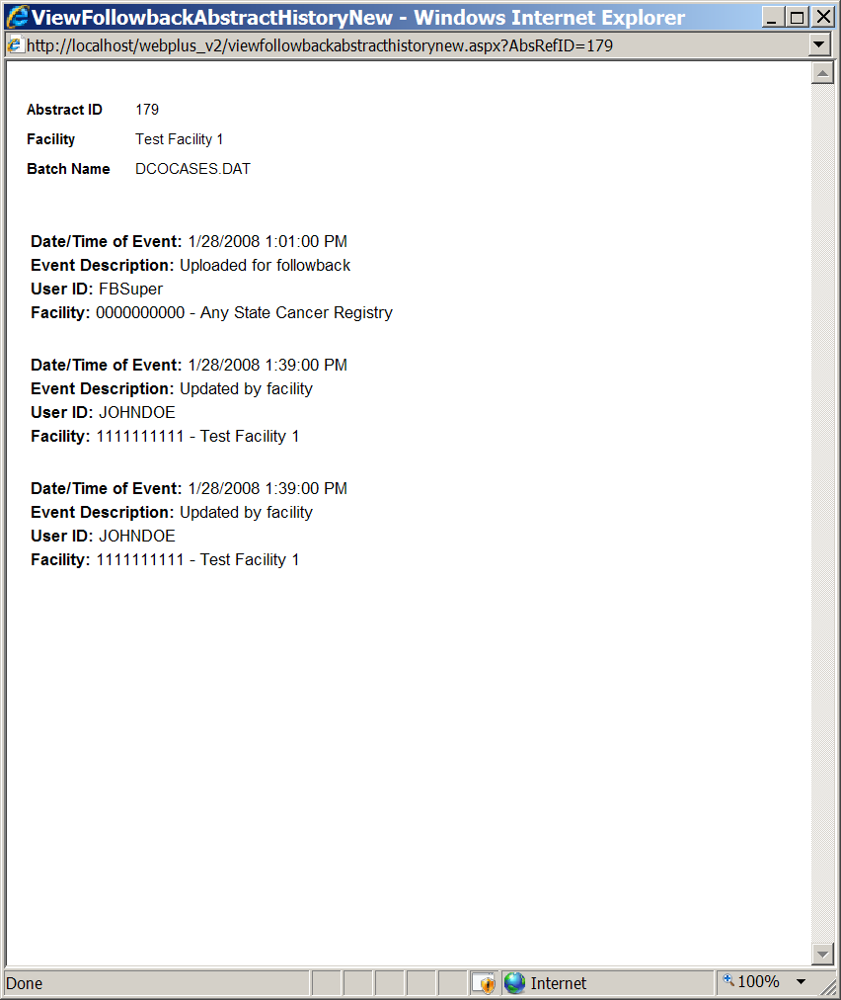 ViewFollowbackAbstractHistoryNew - Windows Internet Explorer
http://localhost/webplus_v2/viewfollowbackabstracthistorynew.aspx?AbsRefID=179
Abstract ID 179
Facility Test Facility 1
Batch Name DCOCASES.DAT
Date/Time of Event: 1/28/2008 1:01:00 PM
Event Description: Uploaded for followback
User ID: FBSuper
Facility: 0000000000 - Any State Cancer Registry
Date/Time of Event: 1/28/2008 1:39:00 PM
Event Description: Updated by facility
User ID: JOHNDOE
Facility: 1111111111 - Test Facility 1
Date/Time of Event: 1/28/2008 1:39:00 PM
Event Description: Updated by facility
User ID: JOHNDOE
Facility: 1111111111 - Test Facility 1
Done Internet 100%